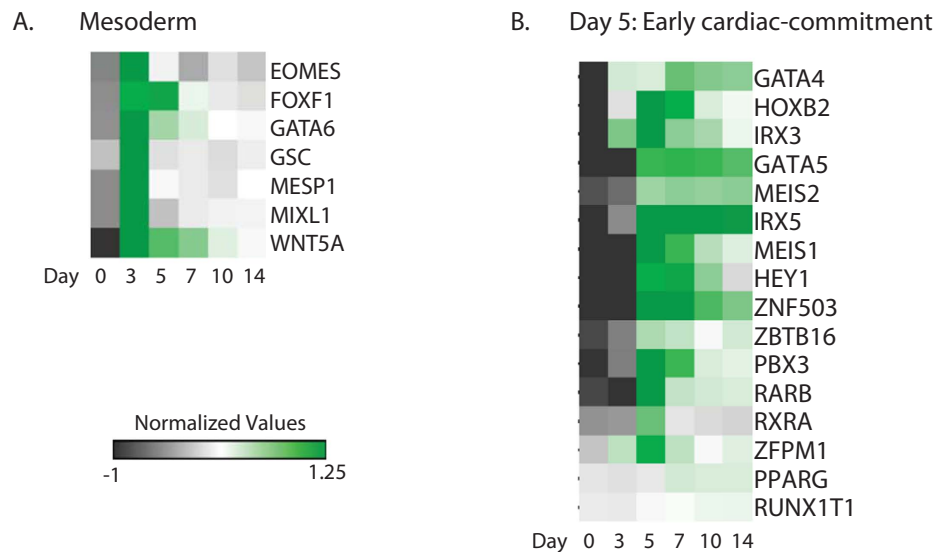 A. Mesoderm
EOMES
FOXF1
GATA6
GSC
MESP1
MIXL1
WNT5A
Day 0 3 5 7 10 14
Normalized Values
-1 1.25
B. Day 5: Early cardiac-commitment
GATA4
HOXB2
IRX3
GATA5
MEIS2
IRX5
MEIS1
HEY1
ZNF503
ZBTB16
PBX3
RARB
RXRA
ZFPM1
PPARG
RUNX1T1
Day 0 3 5 7 10 14